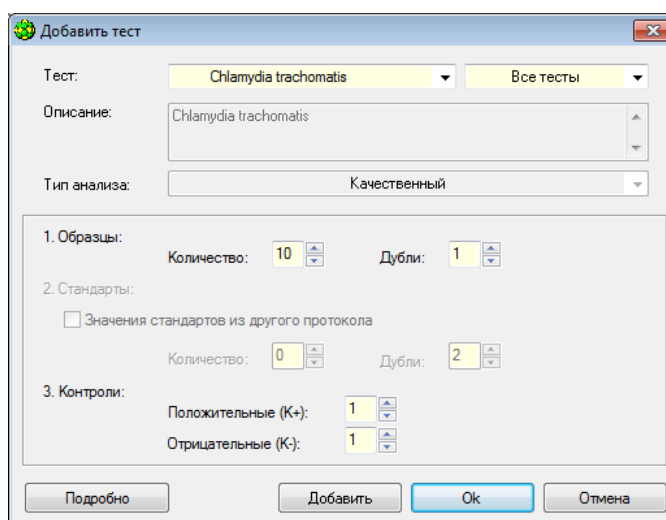 Добавить тест
Тест: Chlamydia trachomatis Все тесты
Описание: Chlamydia trachomatis
Тип анализа: Качественный
1. Образцы:
Количество: 10 Дубли: 1
2. Стандарты:
Значения стандартов из другого протокола
Количество: 0 Дубли: 2
3. Контроли:
Положительные (К+): 1
Отрицательные (К-): 1
Подробно Добавить Ok Отмена